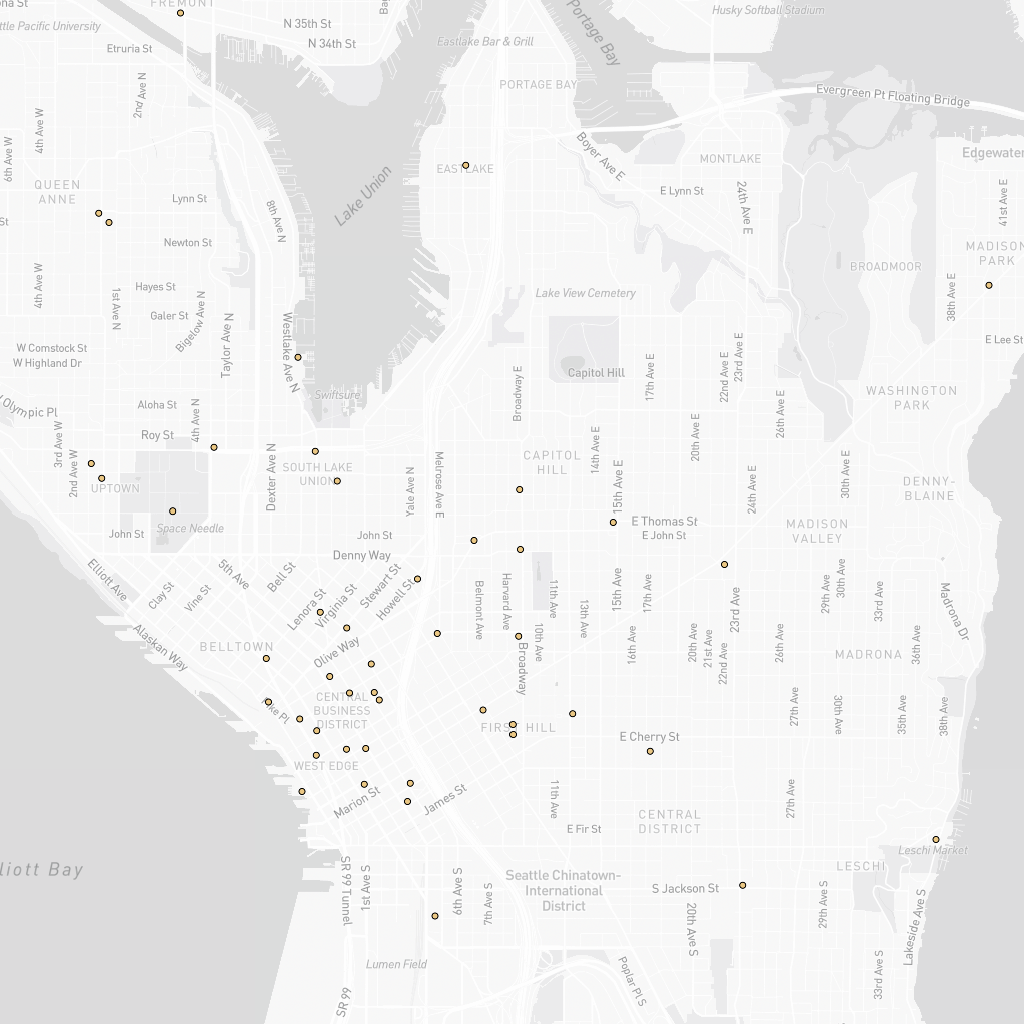 FREMONT
N 35th St
N 34th St
Husky Softball Stadium
Portage Bay
Eastlake Bar & Grill
Pacific University
Etruria St
PORTAGE BAY
Evergreen Pt Floating Bridge
2nd Ave N
4th Ave W
6th Ave W
Boyer Ave E
MONTLAKE
Edgewater
EASTLAKE
QUEEN
ANNE
Lynn St
E Lynn St
24th Ave E
41st Ave E
Lake Union
8th Ave N
Newton St
MADISON
PARK
BROADMOOR
4th Ave W
Hayes St
Lake View Cemetery
38th Ave E
1st Ave N
Galer St
Bigelow Ave N
Taylor Ave N
Westlake Ave N
W Comstock St
W Highland Dr
E Lee St
Capitol Hill
17th Ave E
22nd Ave E
23rd Ave E
Swiftsure
Broadway E
WASHINGTON
PARK
Olympic Pl
Aloha St
4th Ave N
26th Ave E
Roy St
3rd Ave W
2nd Ave W
20th Ave E
14th Ave E
CAPITOL
HILL
SOUTH LAKE
UNION
Dexter Ave N
Yale Ave N
Melrose Ave E
15th Ave E
24th Ave E
30th Ave E
DENNY-
BLAINE
UPTOWN
Space Needle
John St
John St
E Thomas St
E John St
MADISON
VALLEY
Denny Way
Elliott Ave
5th Ave
Bell St
Clay St
Vine St
Lenora St
Virginia St
Stewart St
Howell St
Belmont Ave
Harvard Ave
11th Ave
13th Ave
15th Ave
17th Ave
23rd Ave
29th Ave
30th Ave
33rd Ave
Madrona Dr
Alaskan Way
BELLTOWN
Olive Way
10th Ave
Broadway
16th Ave
20th Ave
21st Ave
22nd Ave
26th Ave
MADRONA
36th Ave
CENTRAL
BUSINESS
DISTRICT
Pike Pl
FIRST HILL
E Cherry St
27th Ave
30th Ave
35th Ave
38th Ave
WEST EDGE
Marion St
James St
11th Ave
27th Ave
CENTRAL
DISTRICT
E Fir St
Leschi Market
LESCHI
SR 99 Tunnel
1st Ave S
6th Ave S
7th Ave S
Seattle Chinatown-
International
District
S Jackson St
20th Ave S
29th Ave S
Lakeside Ave S
Lumen Field
SR 99
Poplar Pl S
33rd Ave S